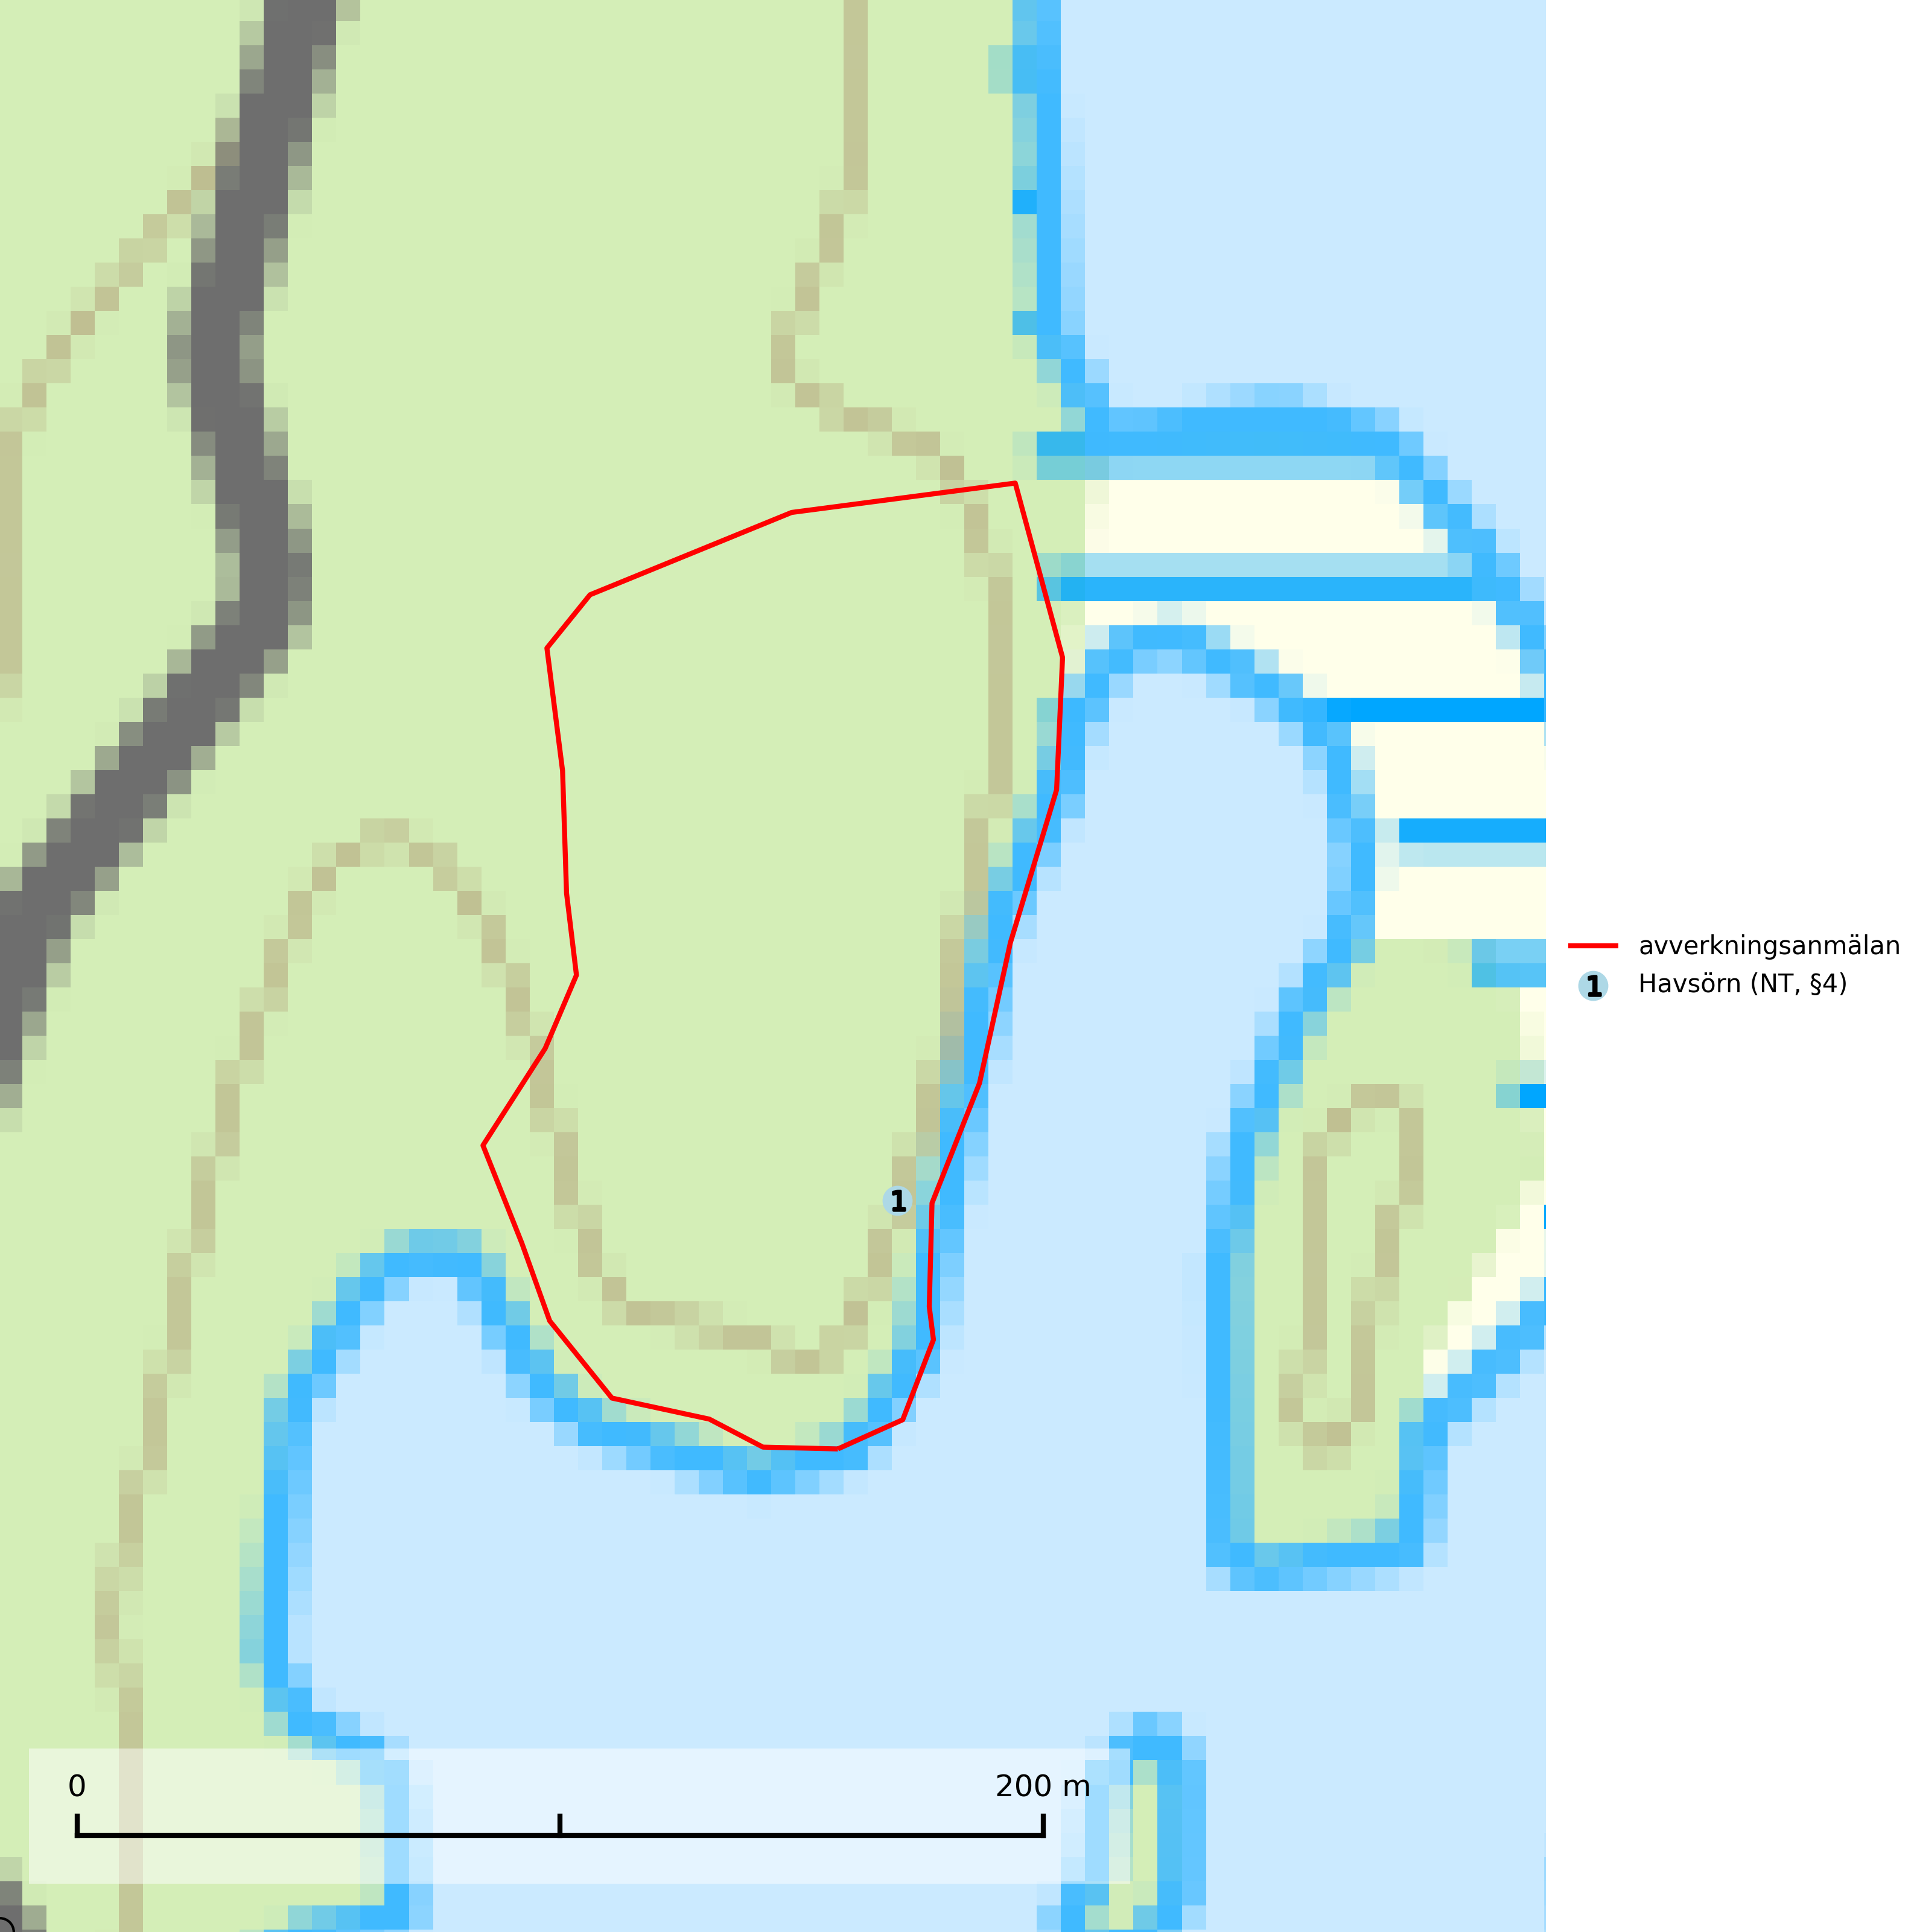 avverkningsanmälan
1 Havsörn (NT, §4)
1
0 200 m